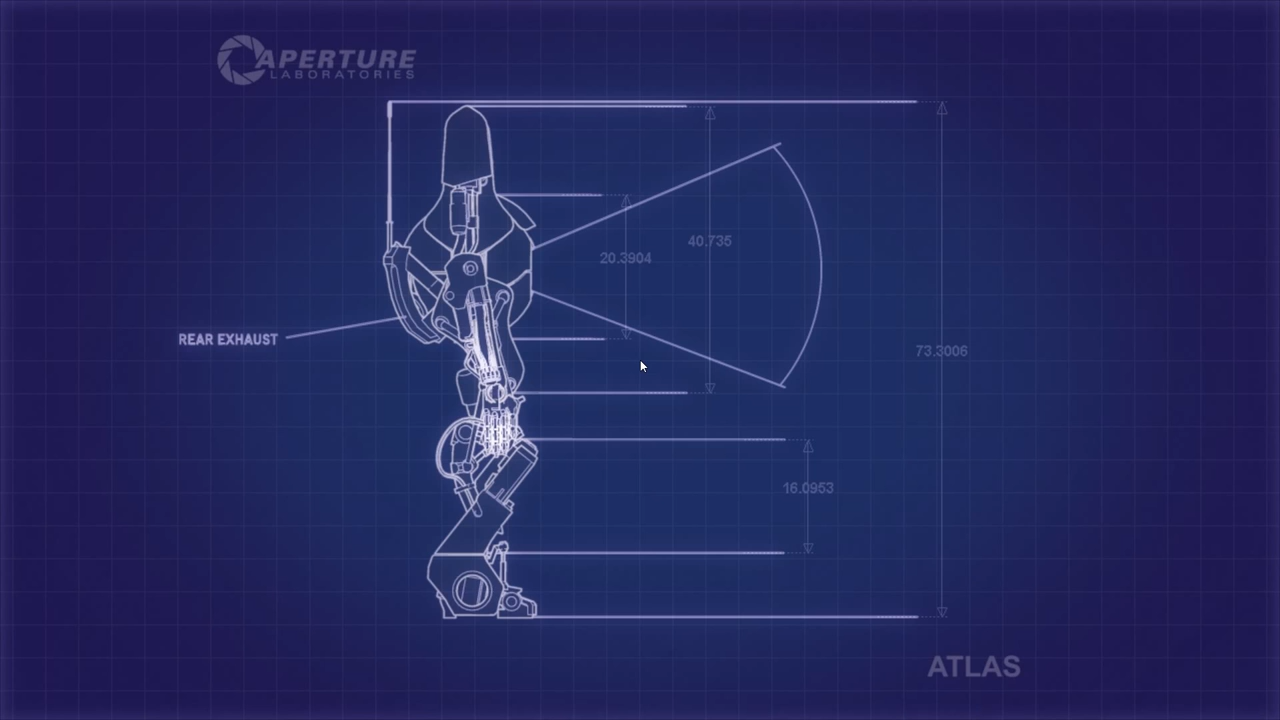 APERTURE
LABORATORIES
40.735
20.3904
REAR EXHAUST
73.3006
16.0953
ATLAS